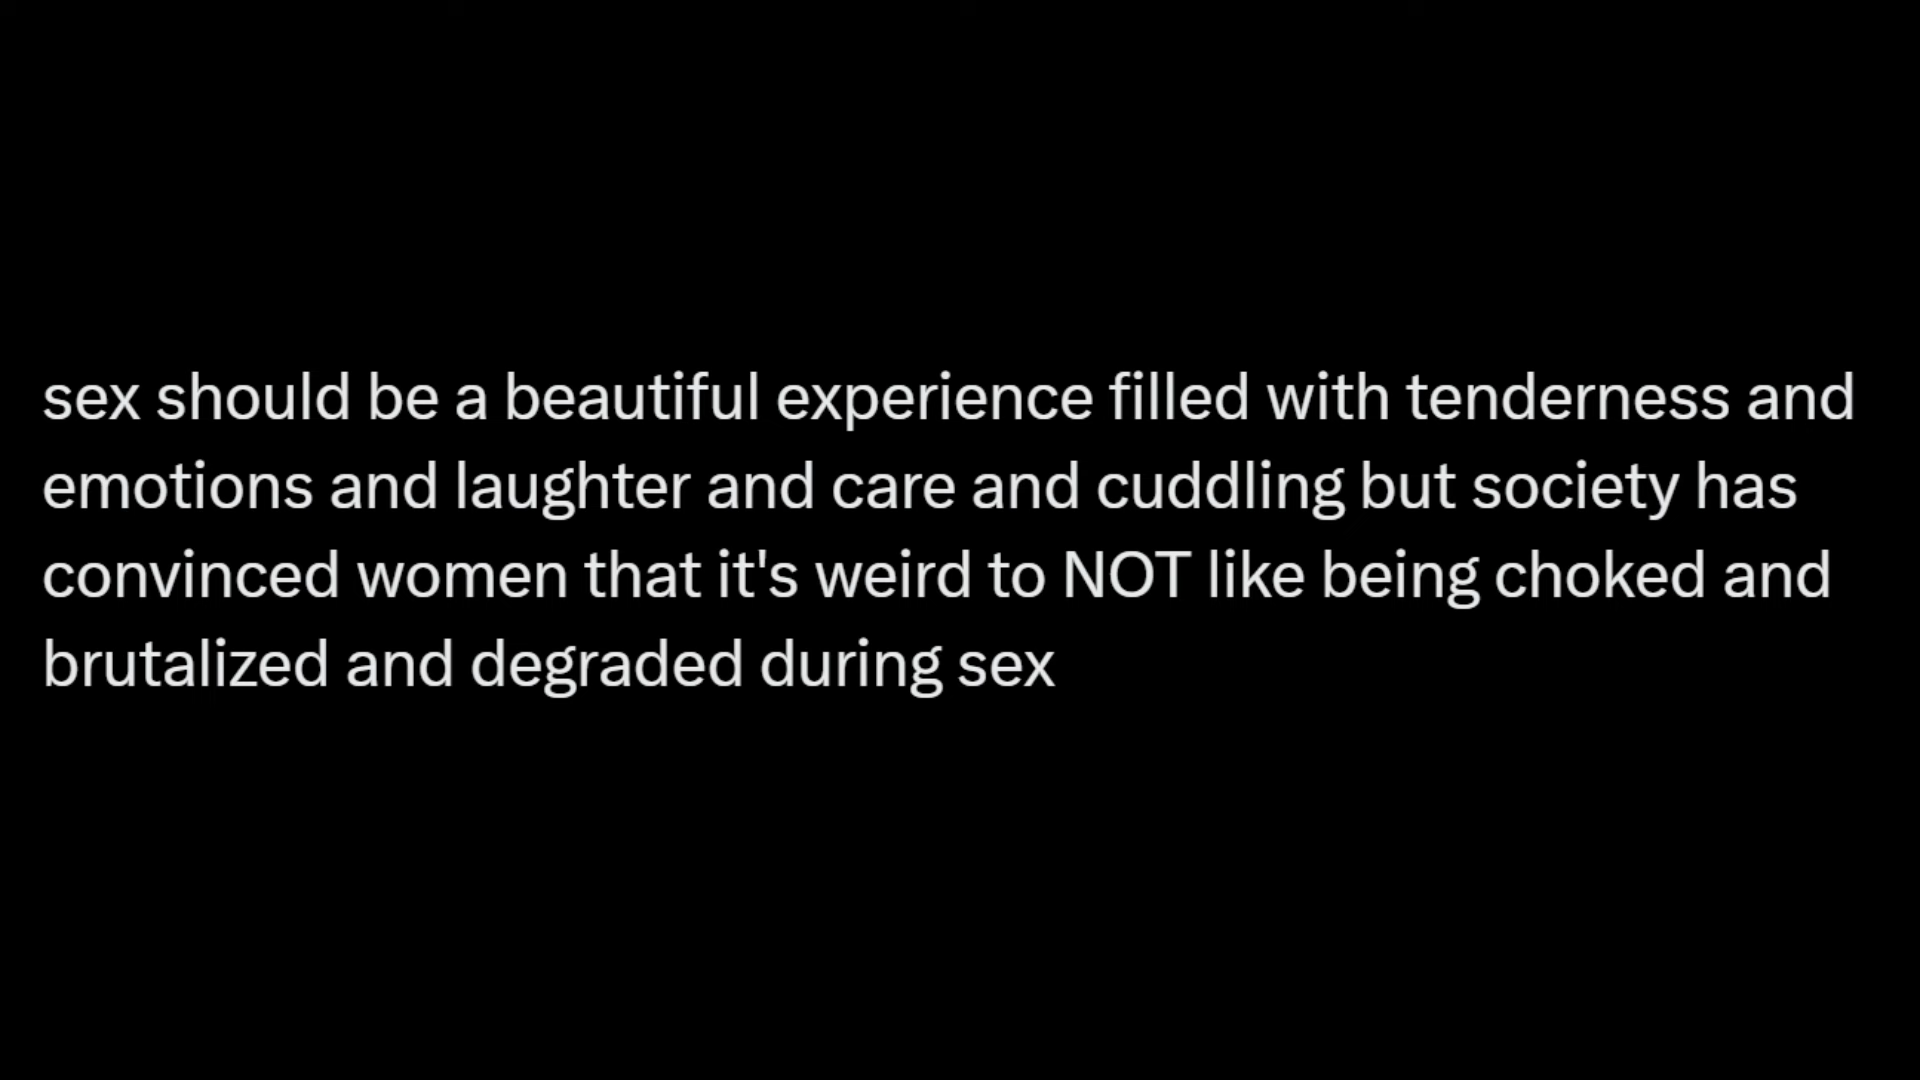 sex should be a beautiful experience filled with tenderness and
emotions and laughter and care and cuddling but society has
convinced women that it's weird to NOT like being choked and
brutalized and degraded during sex